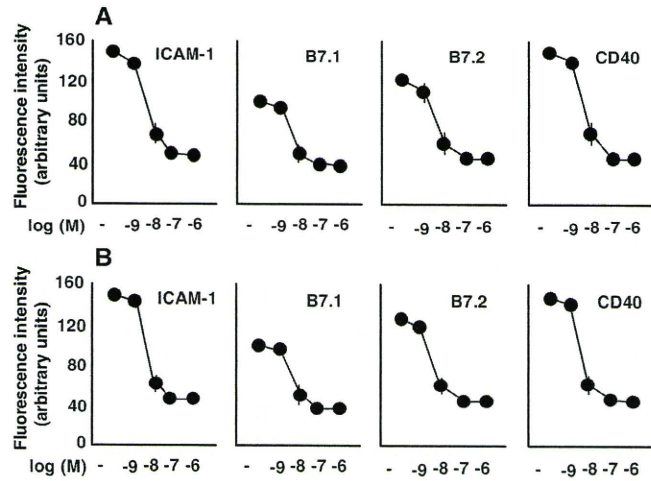 A
Fluorescence intensity
(arbitrary units)
160
120
80
40
0
ICAM-1
B7.1
B7.2
CD40
log (M) - -9 -8 -7 -6 - -9 -8 -7 -6 - -9 -8 -7 -6 - -9 -8 -7 -6
B
Fluorescence intensity
(arbitrary units)
160
120
80
40
0
ICAM-1
B7.1
B7.2
CD40
log (M) - -9 -8 -7 -6 - -9 -8 -7 -6 - -9 -8 -7 -6 - -9 -8 -7 -6